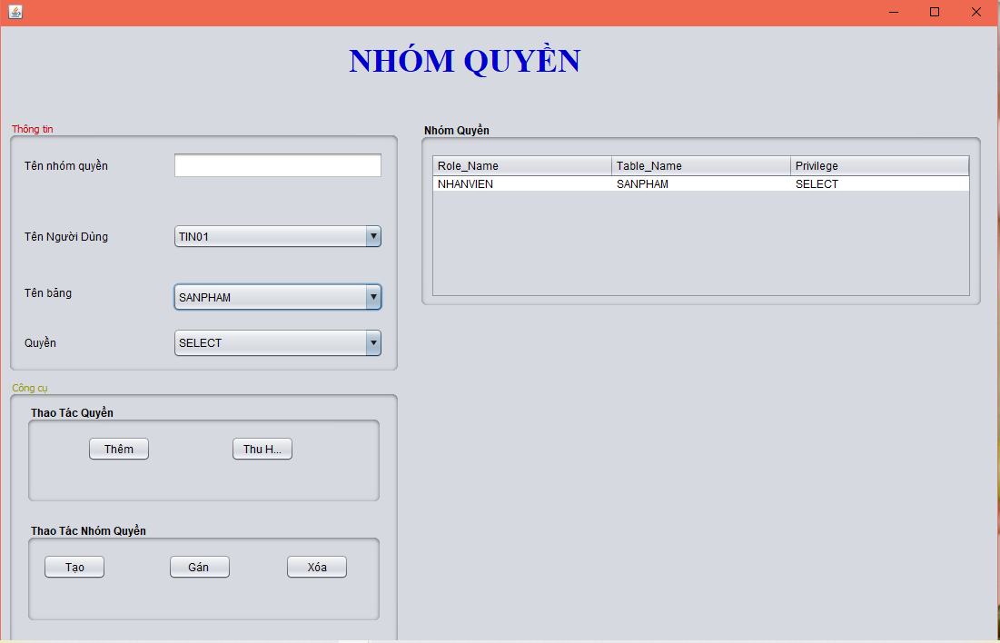 NHÓM QUYỀN
Thông tin
Tên nhóm quyền
Tên Người Dùng
TIN01
Tên bảng
SANPHAM
Quyền
SELECT
Nhóm Quyền
Role_Name Table_Name Privilege
NHANVIEN SANPHAM SELECT
Công cụ
Thao Tác Quyền
Thêm Thu H...
Thao Tác Nhóm Quyền
Tạo Gán Xóa